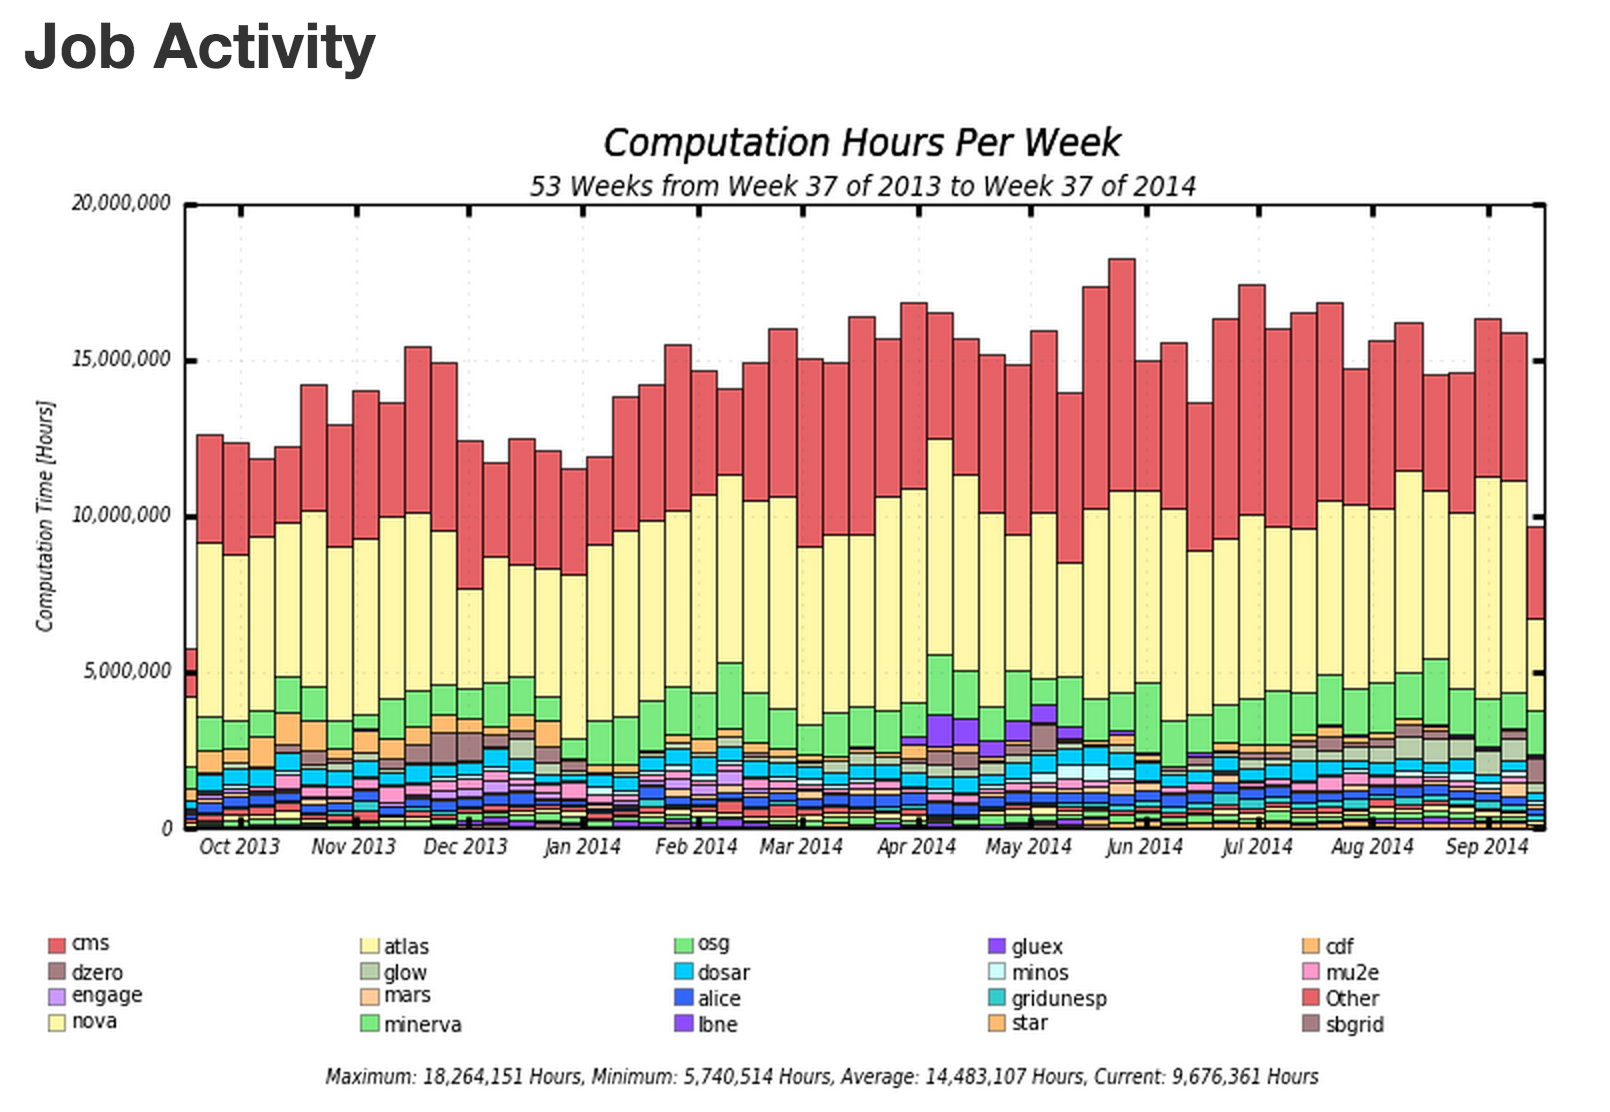 Job Activity
Computation Hours Per Week
53 Weeks from Week 37 of 2013 to Week 37 of 2014
20,000,000
15,000,000
10,000,000
5,000,000
0
Computation Time [Hours]
Oct 2013 Nov 2013 Dec 2013 Jan 2014 Feb 2014 Mar 2014 Apr 2014 May 2014 Jun 2014 Jul 2014 Aug 2014 Sep 2014
cms atlas osg gluex cdf
dzero glow dosar minos mu2e
engage mars alice gridunesp Other
nova minerva lbne star sbgrid
Maximum: 18,264,151 Hours, Minimum: 5,740,514 Hours, Average: 14,483,107 Hours, Current: 9,676,361 Hours